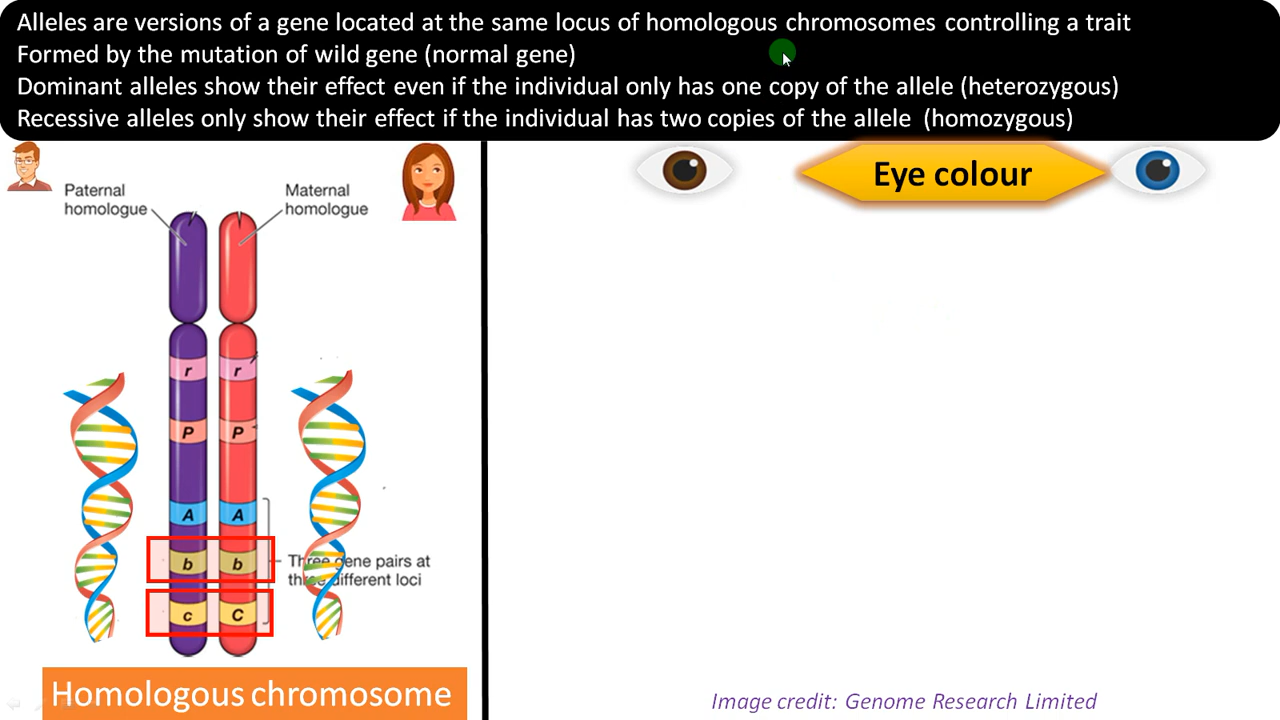 Alleles are versions of a gene located at the same locus of homologous chromosomes controlling a trait
Formed by the mutation of wild gene (normal gene)
Dominant alleles show their effect even if the individual only has one copy of the allele (heterozygous)
Recessive alleles only show their effect if the individual has two copies of the allele (homozygous)
Paternal
homologue
Maternal
homologue
Eye colour
r r
P P
A A
b b
Three gene pairs at
three different loci
c C
Homologous chromosome
Image credit: Genome Research Limited